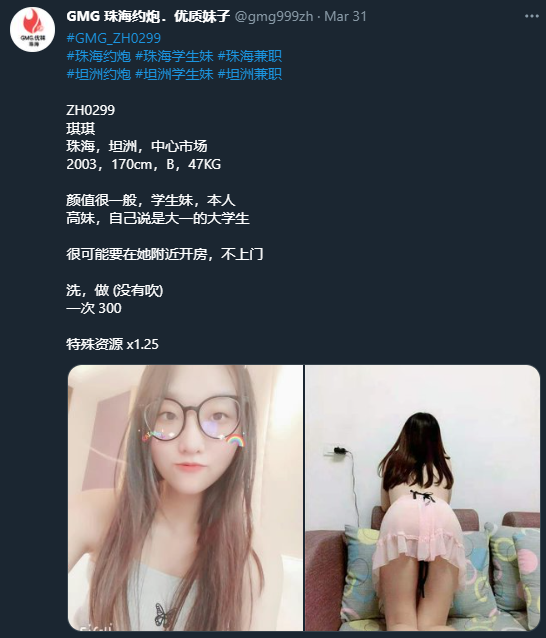 GMG 珠海约炮．优质妹子 @gmg999zh · Mar 31
#GMG_ZH0299
#珠海约炮 #珠海学生妹 #珠海兼职
#坦洲约炮 #坦洲学生妹 #坦洲兼职
ZH0299
琪琪
珠海，坦洲，中心市场
2003，170cm，B，47KG
颜值很一般，学生妹，本人
高妹，自己说是大一的大学生
很可能要在她附近开房，不上门
洗，做 (没有吹)
一次 300
特殊资源 x1.25